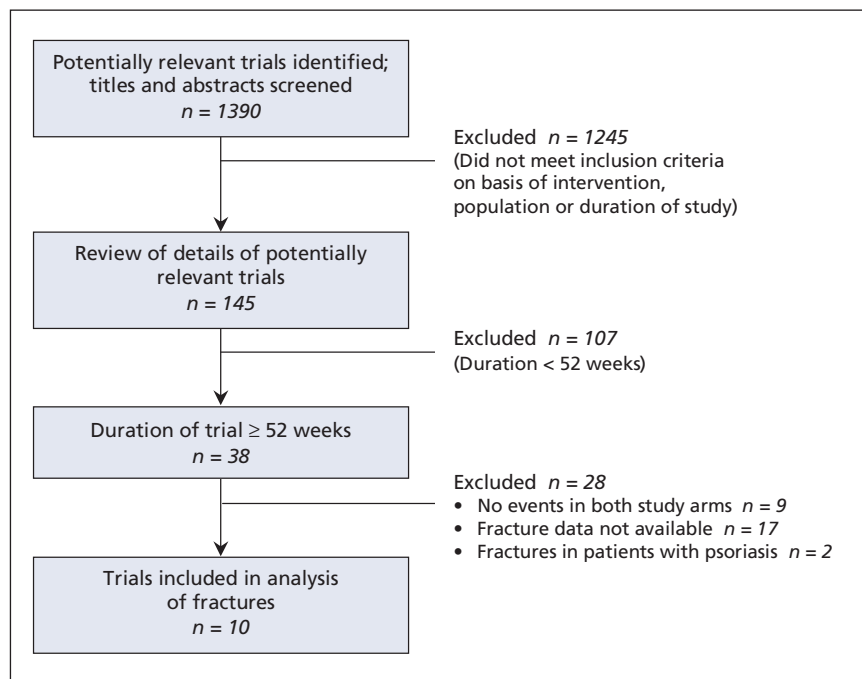 Potentially relevant trials identified;
titles and abstracts screened
n = 1390
Excluded n = 1245
(Did not meet inclusion criteria
on basis of intervention,
population or duration of study)
Review of details of potentially
relevant trials
n = 145
Excluded n = 107
(Duration < 52 weeks)
Duration of trial ≥ 52 weeks
n = 38
Excluded n = 28
• No events in both study arms n = 9
• Fracture data not available n = 17
• Fractures in patients with psoriasis n = 2
Trials included in analysis
of fractures
n = 10